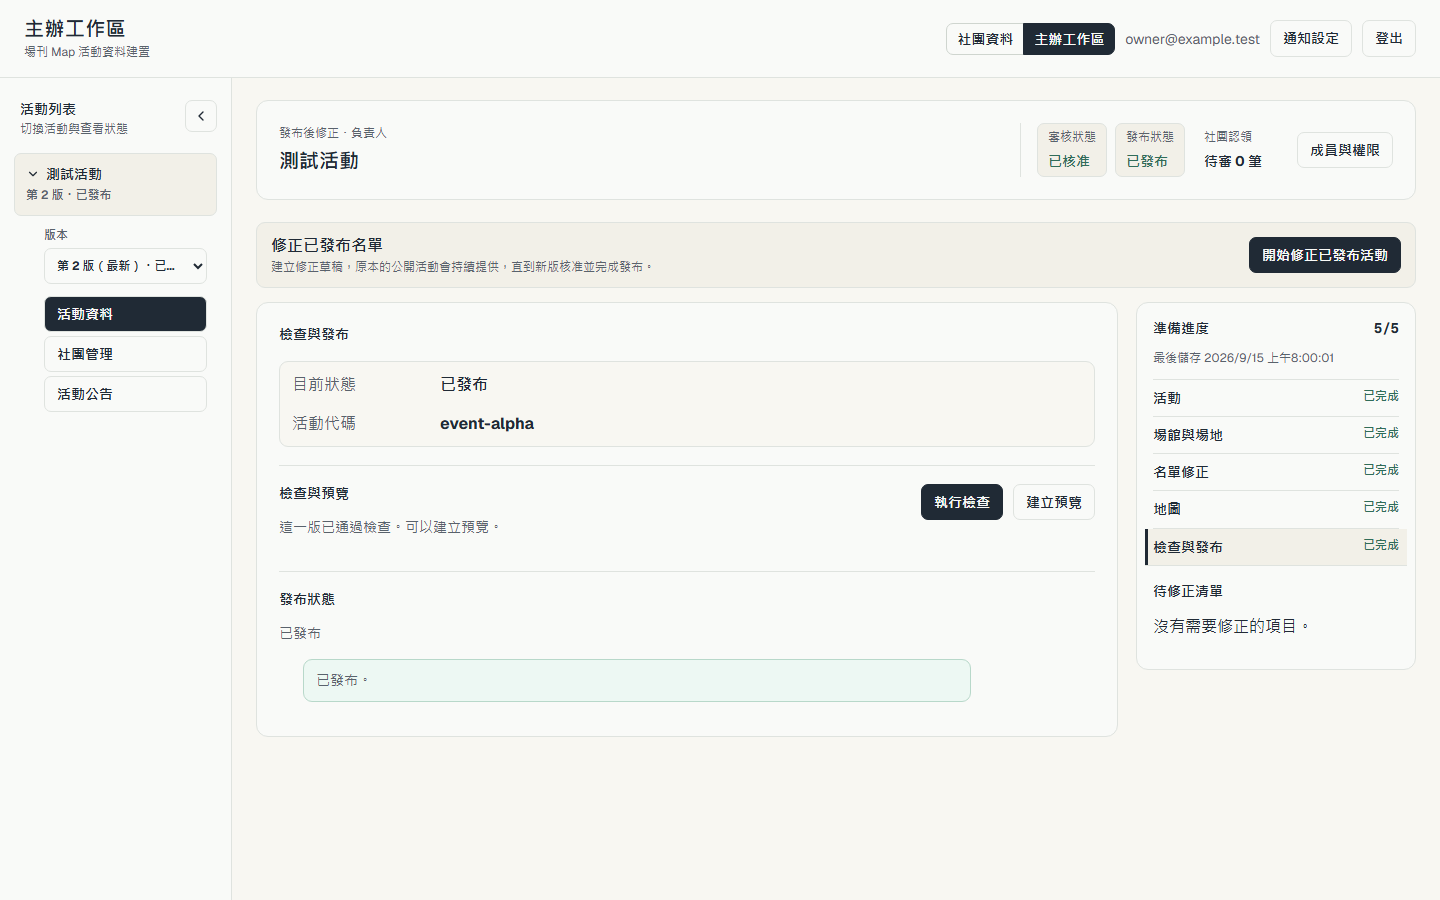 主辦工作區
場刊 Map 活動資料建置
社團資料
主辦工作區
owner@example.test
通知設定
登出
活動列表
切換活動與查看狀態
測試活動
第 2 版・已發布
版本
第 2 版（最新）・已...
活動資料
社團管理
活動公告
發布後修正・負責人
測試活動
審核狀態
已核准
發布狀態
已發布
社團認領
待審 0 筆
成員與權限
修正已發布名單
建立修正草稿，原本的公開活動會持續提供，直到新版核准並完成發布。
開始修正已發布活動
檢查與發布
目前狀態
已發布
活動代碼
event-alpha
檢查與預覽
這一版已通過檢查。可以建立預覽。
執行檢查
建立預覽
發布狀態
已發布
已發布。
準備進度
5/5
最後儲存 2026/9/15 上午8:00:01
活動
已完成
場館與場地
已完成
名單修正
已完成
地圖
已完成
檢查與發布
已完成
待修正清單
沒有需要修正的項目。